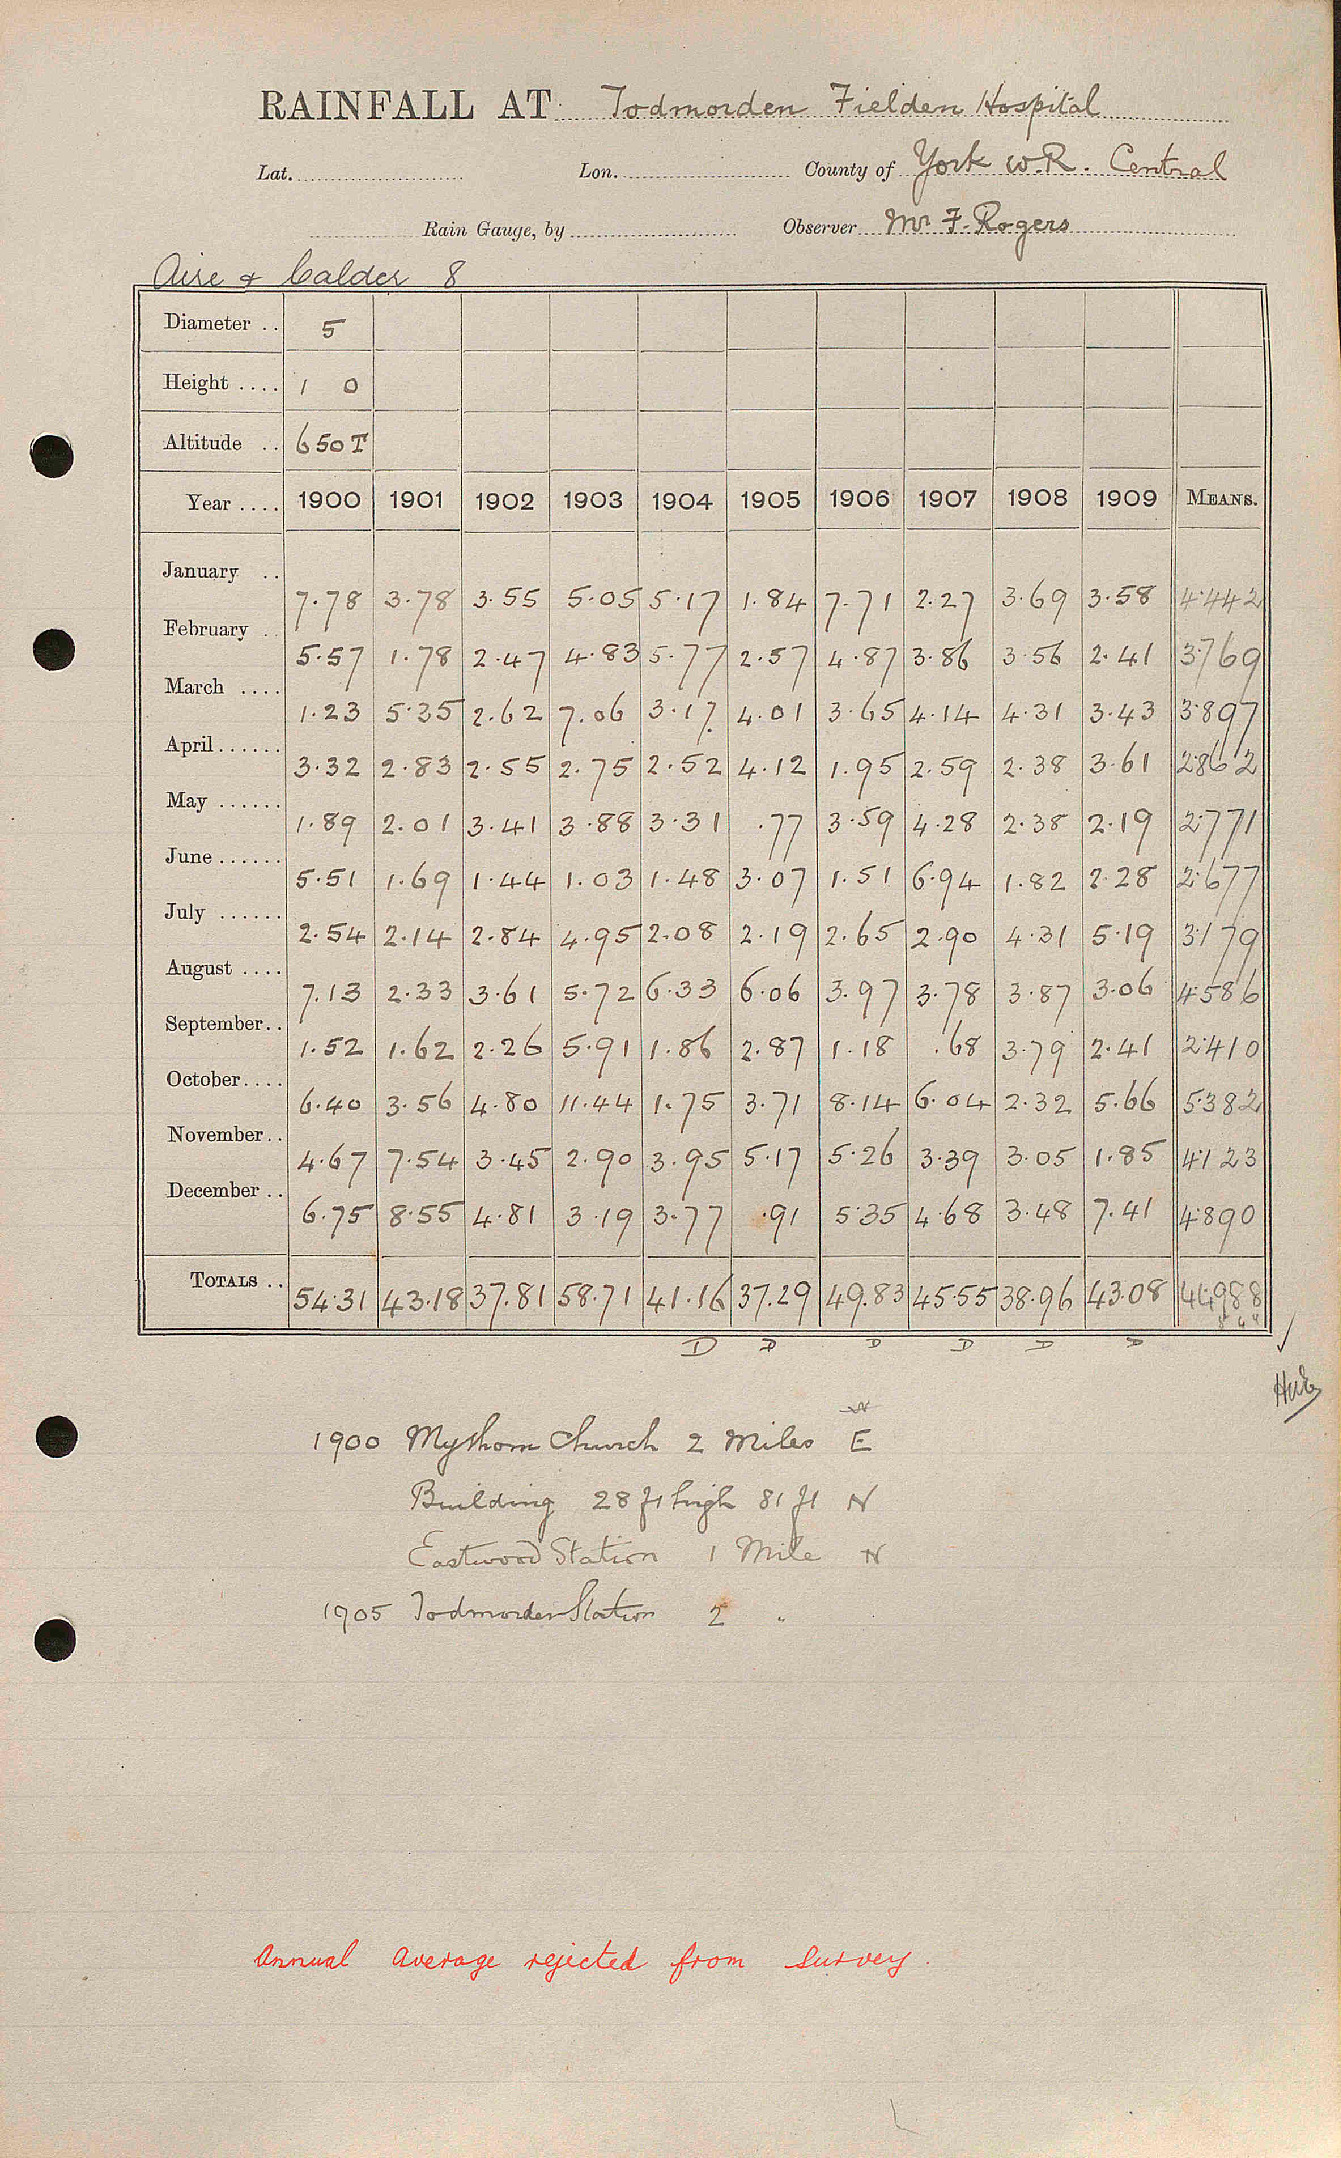 RAINFALL AT Todmorden Fielden Hospital
Lat. Lon. County of York W.R. Central
Rain Gauge, by Observer Mr F. Rogers
Aire & Calder 8
Diameter .. 5
Height .... 1 0
Altitude .. 650T
Year .... 1900 1901 1902 1903 1904 1905 1906 1907 1908 1909 MEANS.
January .. 7.78 3.78 3.55 5.05 5.17 1.84 7.71 2.27 3.69 3.58 4.442
February .. 5.57 1.78 2.47 4.83 5.77 2.57 4.87 3.86 3.56 2.41 3.769
March .... 1.23 5.35 2.62 7.06 3.17 4.01 3.65 4.14 4.31 3.43 3.897
April ...... 3.32 2.83 2.55 2.75 2.52 4.12 1.95 2.59 2.38 3.61 2.862
May ...... 1.89 2.01 3.41 3.88 3.31 .77 3.59 4.28 2.38 2.19 2.771
June ...... 5.51 1.69 1.44 1.03 1.48 3.07 1.51 6.94 1.82 2.28 2.677
July ...... 2.54 2.14 2.84 4.95 2.08 2.19 2.65 2.90 4.31 5.19 3.179
August .... 7.13 2.33 3.61 5.72 6.33 6.06 3.97 3.78 3.87 3.06 4.586
September.. 1.52 1.62 2.26 5.91 1.86 2.87 1.18 .68 3.79 2.41 2.410
October.... 6.40 3.56 4.80 11.44 1.75 3.71 8.14 6.04 2.32 5.66 5.382
November.. 4.67 7.54 3.45 2.90 3.95 5.17 5.26 3.39 3.05 1.85 4.123
December .. 6.75 8.55 4.81 3.19 3.77 .91 5.35 4.68 3.48 7.41 4.890
TOTALS .. 54.31 43.18 37.81 58.71 41.16 37.29 49.83 45.55 38.96 43.08 44.988
D D D D D D
1900 Mytholm Church 2 Miles E
Building 28 ft high 81 ft N
Eastwood Station 1 Mile N
1905 Todmorden Station 2 "
Annual average rejected from Survey.